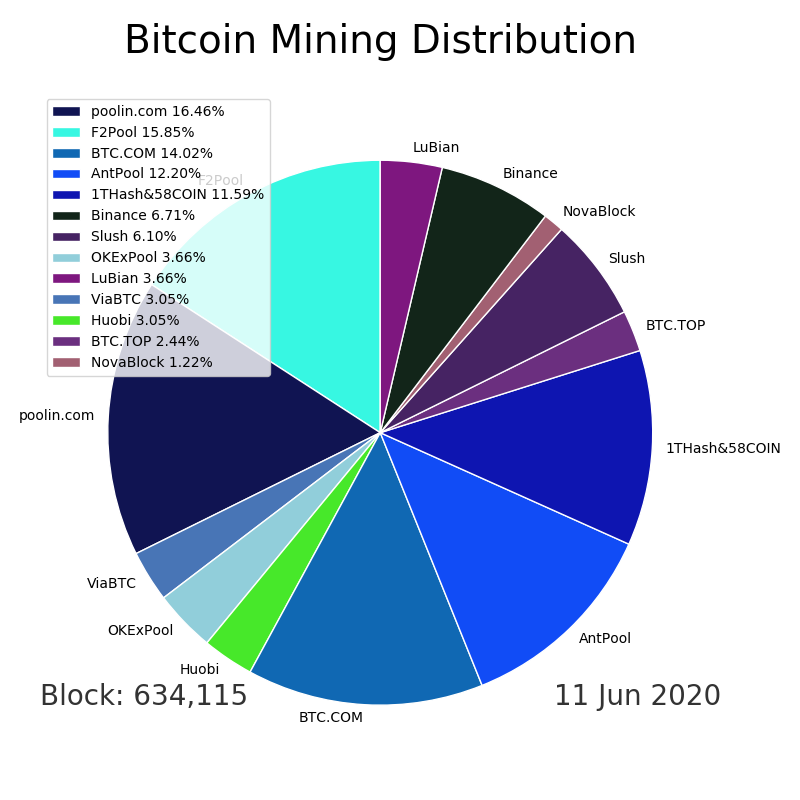 Bitcoin Mining Distribution
poolin.com 16.46%
F2Pool 15.85%
BTC.COM 14.02%
AntPool 12.20%
1THash&58COIN 11.59%
Binance 6.71%
Slush 6.10%
OKExPool 3.66%
LuBian 3.66%
ViaBTC 3.05%
Huobi 3.05%
BTC.TOP 2.44%
NovaBlock 1.22%
LuBian
Binance
F2Pool
NovaBlock
Slush
BTC.TOP
poolin.com
1THash&58COIN
ViaBTC
OKExPool
AntPool
Huobi
Block: 634,115
11 Jun 2020
BTC.COM